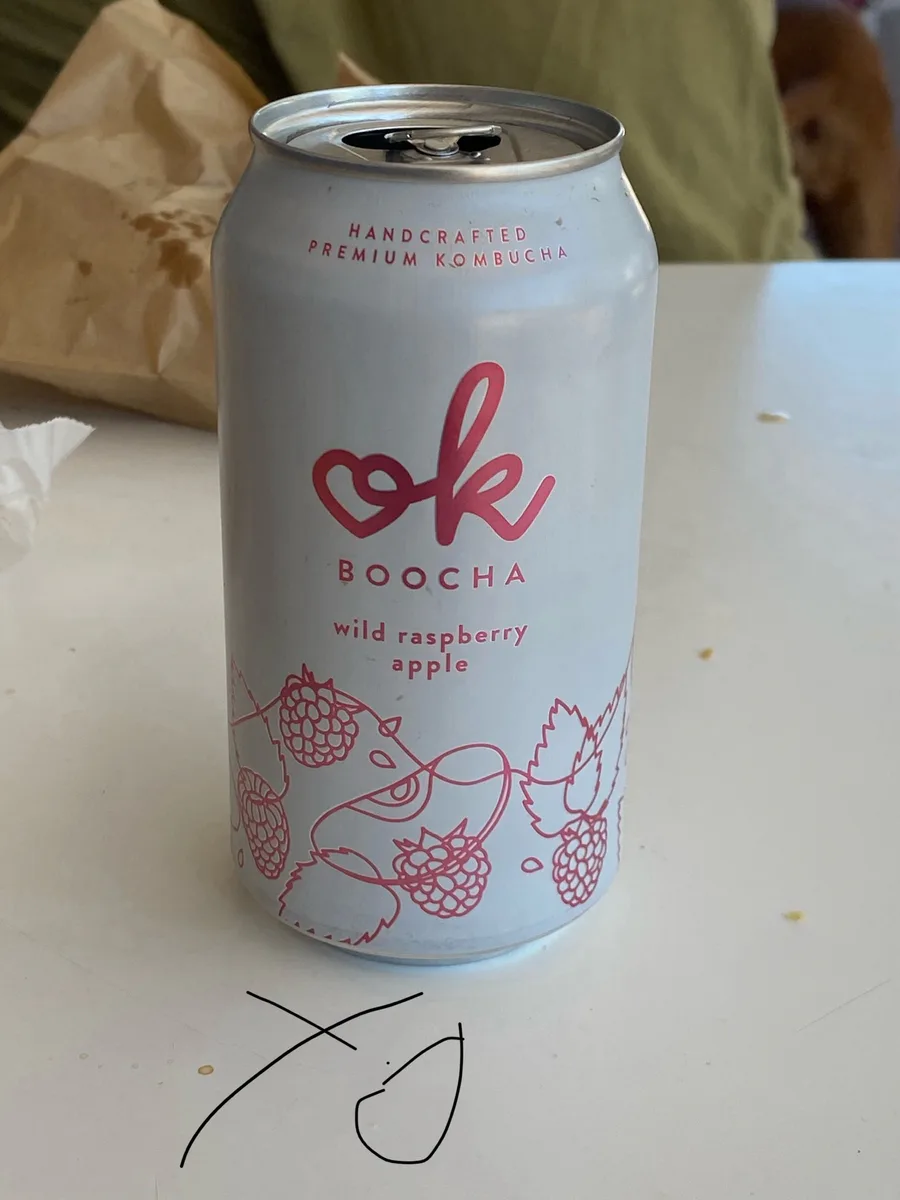 HANDCRAFTED
PREMIUM KOMBUCHA
ok
BOOCHA
wild raspberry
apple